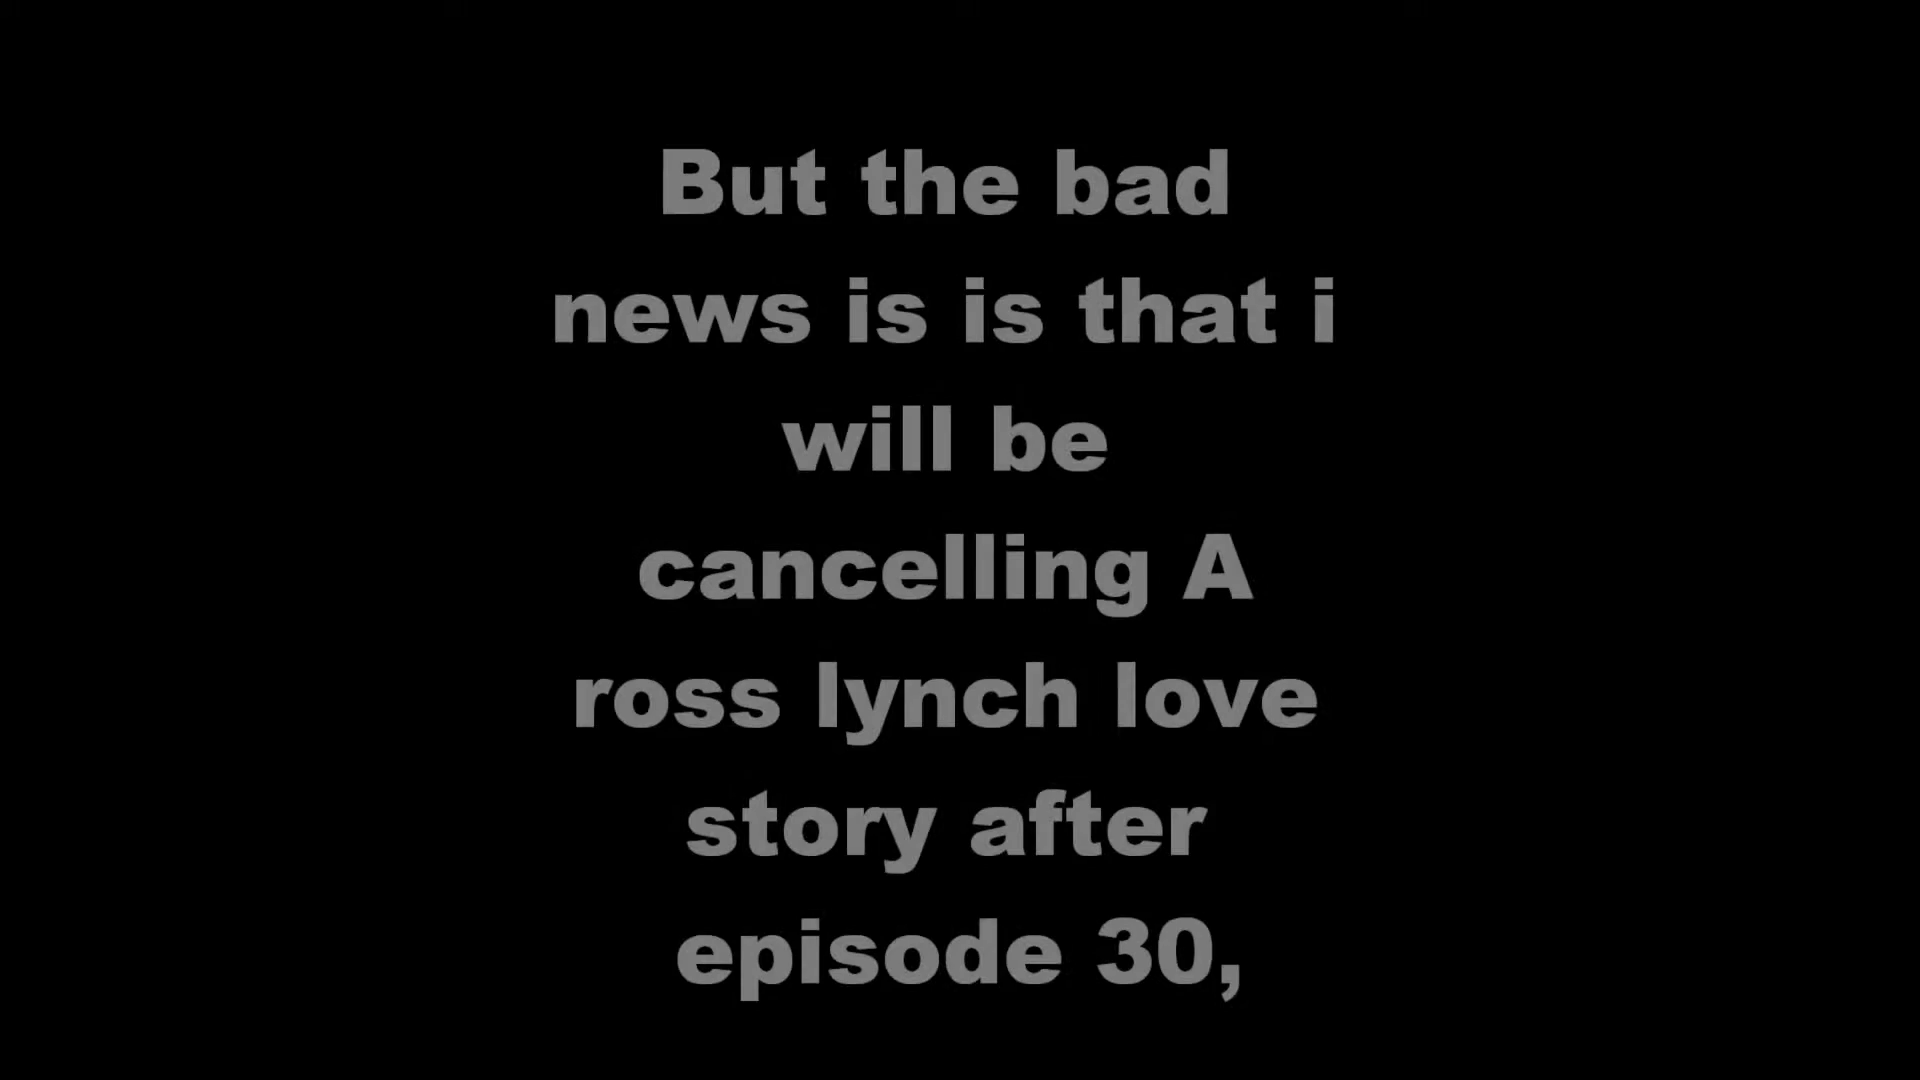 But the bad
news is is that i
will be
cancelling A
ross lynch love
story after
episode 30,